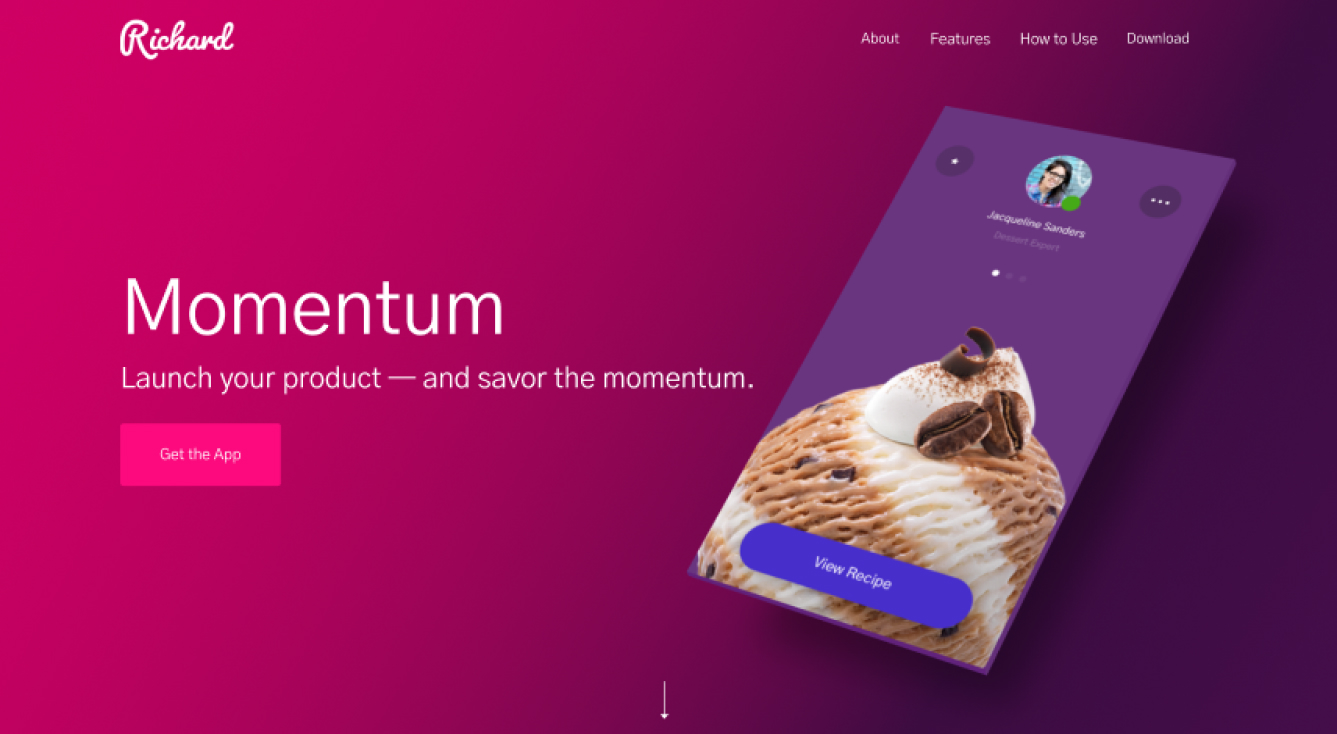 Richard
About Features How to Use Download
Jacqueline Sanders
Dessert Expert
Momentum
Launch your product — and savor the momentum.
Get the App
View Recipe